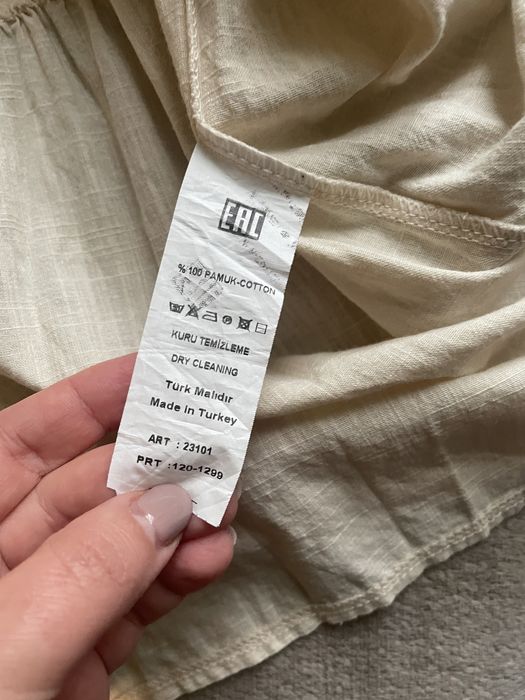 EAC
% 100 PAMUK-COTTON
KURU TEMİZLEME
DRY CLEANING
Türk Malıdır
Made in Turkey
ART : 23101
PRT :120-1299